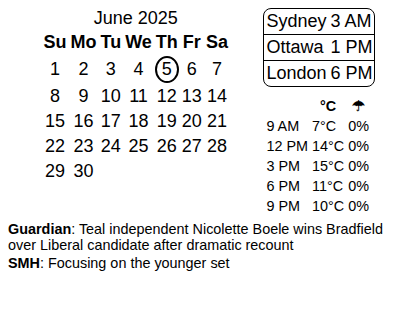 June 2025
Su Mo Tu We Th Fr Sa
1 2 3 4 5 6 7
8 9 10 11 12 13 14
15 16 17 18 19 20 21
22 23 24 25 26 27 28
29 30
Sydney 3 AM
Ottawa 1 PM
London 6 PM
°C ☂
9 AM 7°C 0%
12 PM 14°C 0%
3 PM 15°C 0%
6 PM 11°C 0%
9 PM 10°C 0%
Guardian: Teal independent Nicolette Boele wins Bradfield
over Liberal candidate after dramatic recount
SMH: Focusing on the younger set